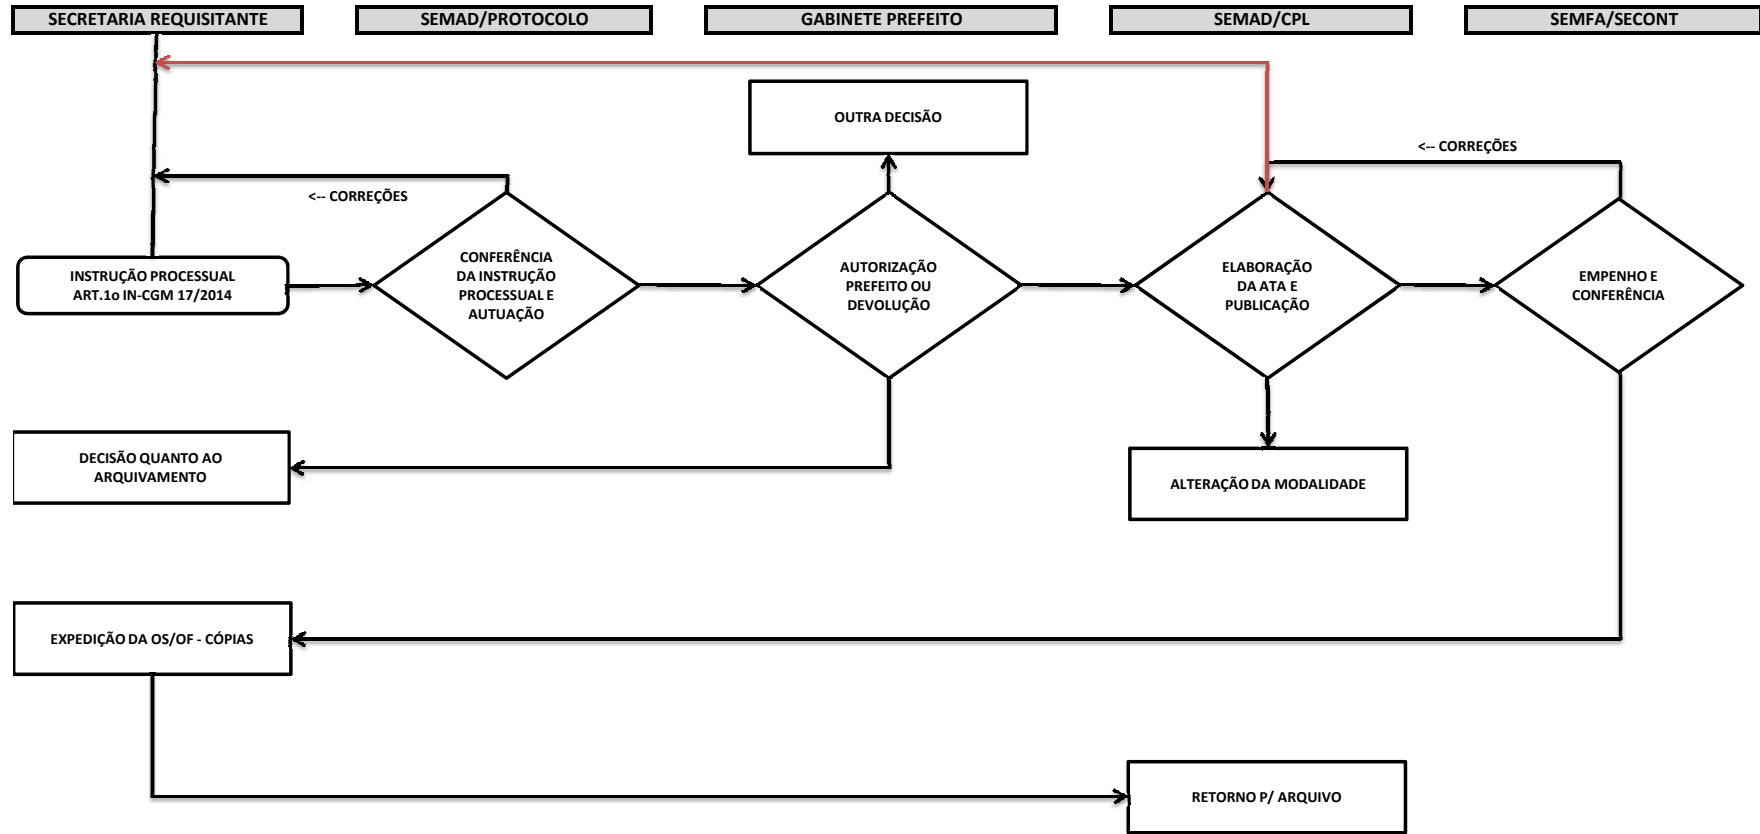 SECRETARIA REQUISITANTE
SEMAD/PROTOCOLO
GABINETE PREFEITO
SEMAD/CPL
SEMFA/SECONT
OUTRA DECISÃO
<-- CORREÇÕES
<-- CORREÇÕES
INSTRUÇÃO PROCESSUAL
ART.1o IN-CGM 17/2014
CONFERÊNCIA
DA INSTRUÇÃO
PROCESSUAL E
AUTUAÇÃO
AUTORIZAÇÃO
PREFEITO OU
DEVOLUÇÃO
ELABORAÇÃO
DA ATA E
PUBLICAÇÃO
EMPENHO E
CONFERÊNCIA
DECISÃO QUANTO AO
ARQUIVAMENTO
ALTERAÇÃO DA MODALIDADE
EXPEDIÇÃO DA OS/OF - CÓPIAS
RETORNO P/ ARQUIVO